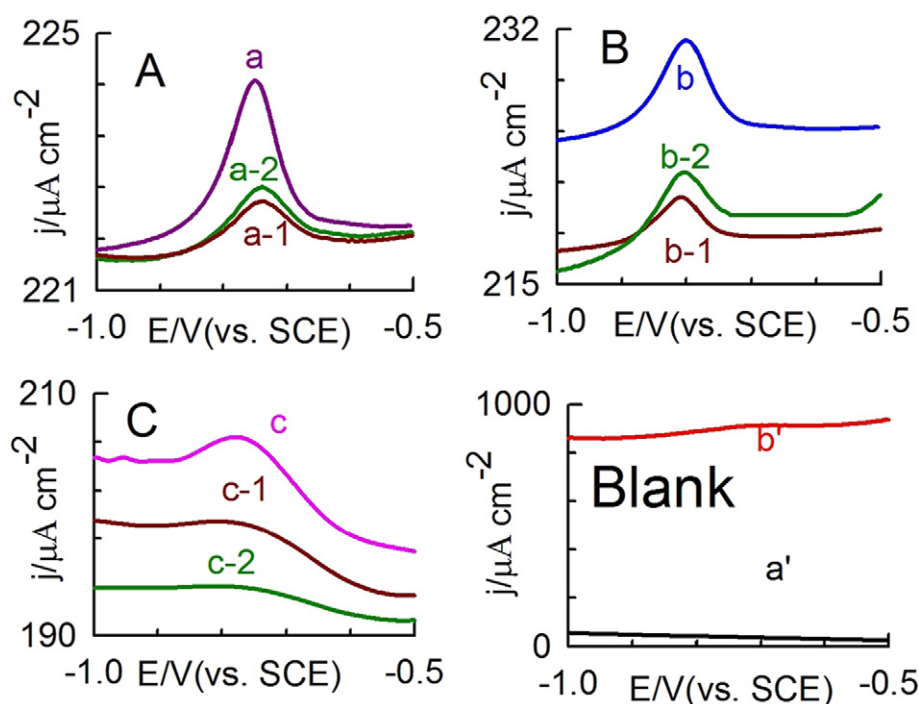 225
A
a
a-2
a-1
j/μA cm-2
221
-1.0
E/V(vs. SCE)
-0.5
232
B
b
b-2
b-1
j/μA cm-2
215
-1.0
E/V(vs. SCE)
-0.5
210
C
c
c-1
c-2
j/μA cm-2
190
-1.0
E/V(vs. SCE)
-0.5
1000
b'
Blank
a'
j/μA cm-2
0
-1.0
E/V(vs. SCE)
-0.5